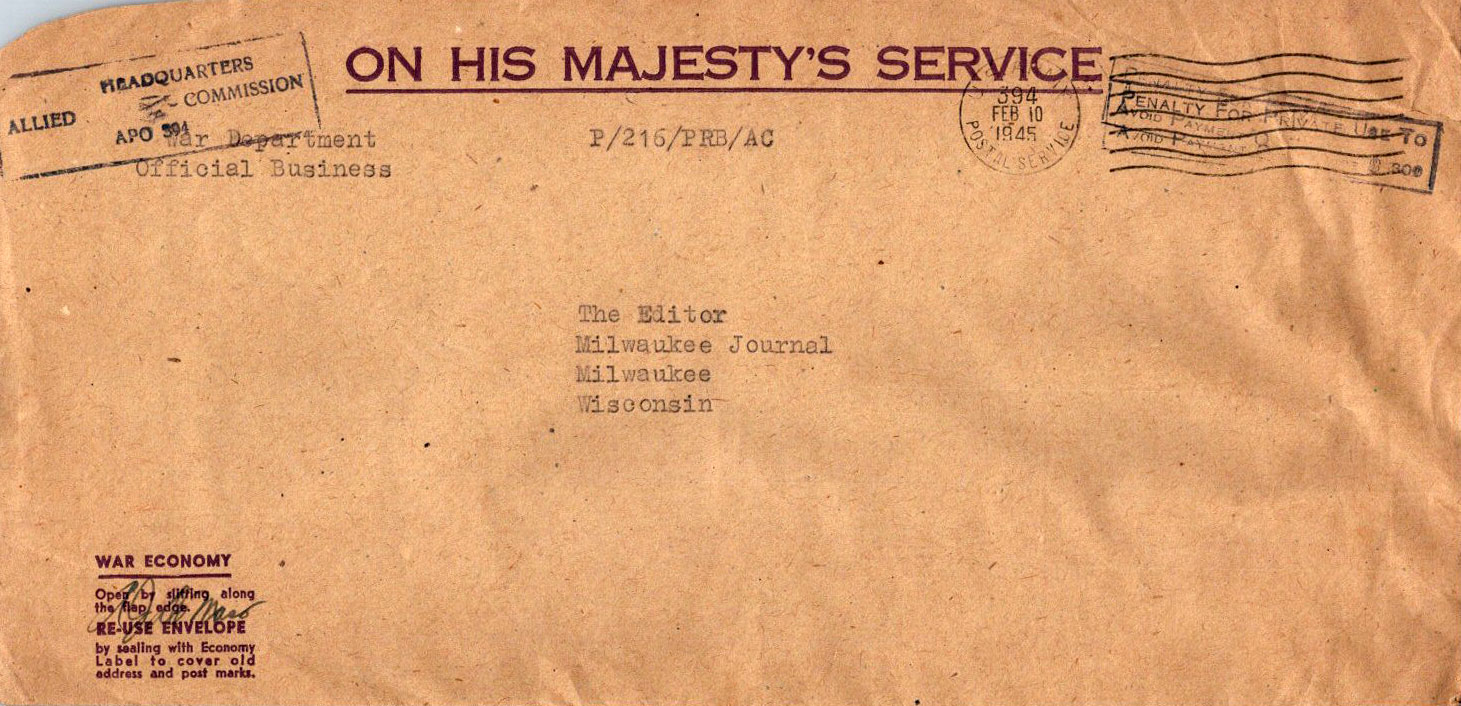 ON HIS MAJESTY'S SERVICE
HEADQUARTERS
ALLIED COMMISSION
APO 394
War Department
Official Business
P/216/PRB/AC
394
FEB 10
1945
POSTAL SERVICE
PENALTY FOR PRIVATE USE TO
AVOID PAYMENT O
$ 300
The Editor
Milwaukee Journal
Milwaukee
Wisconsin
WAR ECONOMY
Open by slitting along
the flap edge.
RE-USE ENVELOPE
by sealing with Economy
Label to cover old
address and post marks.